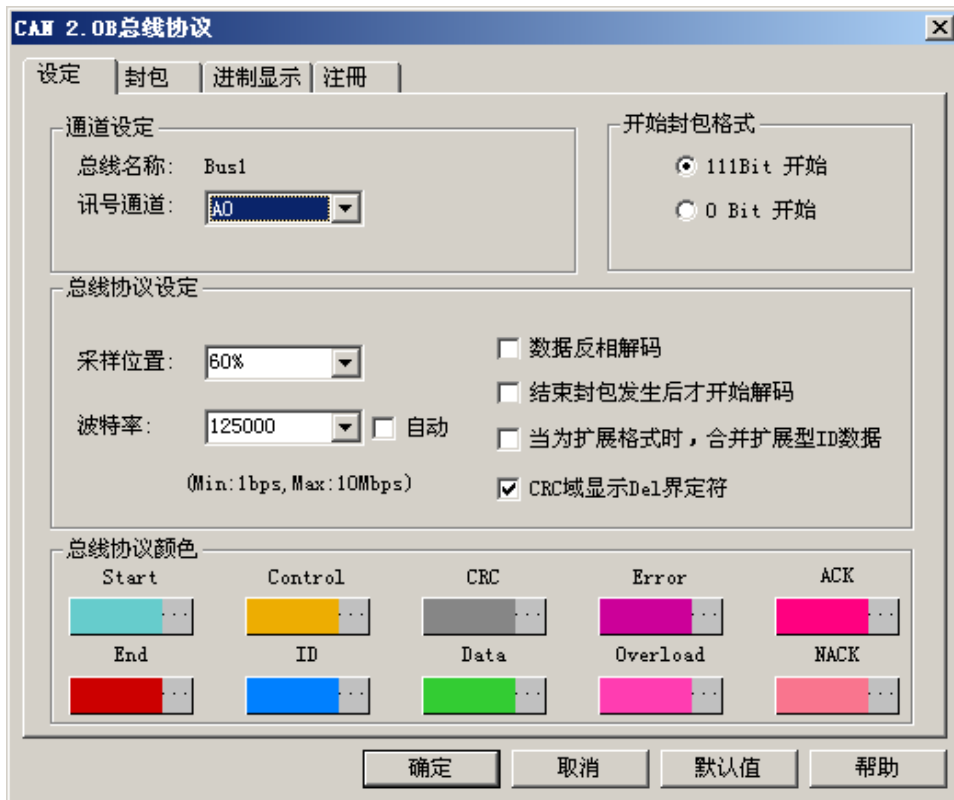 CAN 2.0B总线协议
设定 封包 进制显示 注冊
通道设定
总线名称: Bus1
讯号通道: A0
开始封包格式
111Bit 开始
0 Bit 开始
总线协议设定
采样位置: 60%
波特率: 125000 自动
(Min:1bps,Max:10Mbps)
数据反相解码
结束封包发生后才开始解码
当为扩展格式时，合并扩展型ID数据
CRC域显示Del界定符
总线协议颜色
Start Control CRC Error ACK
... ... ... ... ...
End ID Data Overload NACK
... ... ... ... ...
确定 取消 默认值 帮助